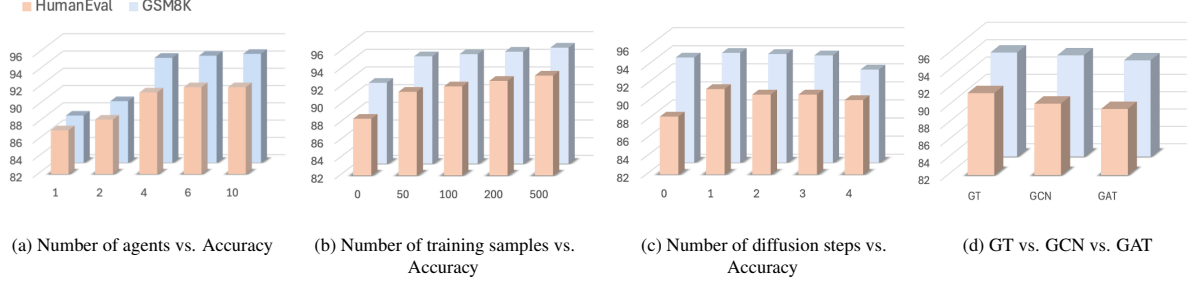 HumanEval GSM8K
96
94
92
90
88
86
84
82
1 2 4 6 10
(a) Number of agents vs. Accuracy
96
94
92
90
88
86
84
82
0 50 100 200 500
(b) Number of training samples vs.
Accuracy
96
94
92
90
88
86
84
82
0 1 2 3 4
(c) Number of diffusion steps vs.
Accuracy
96
94
92
90
88
86
84
82
GT GCN GAT
(d) GT vs. GCN vs. GAT